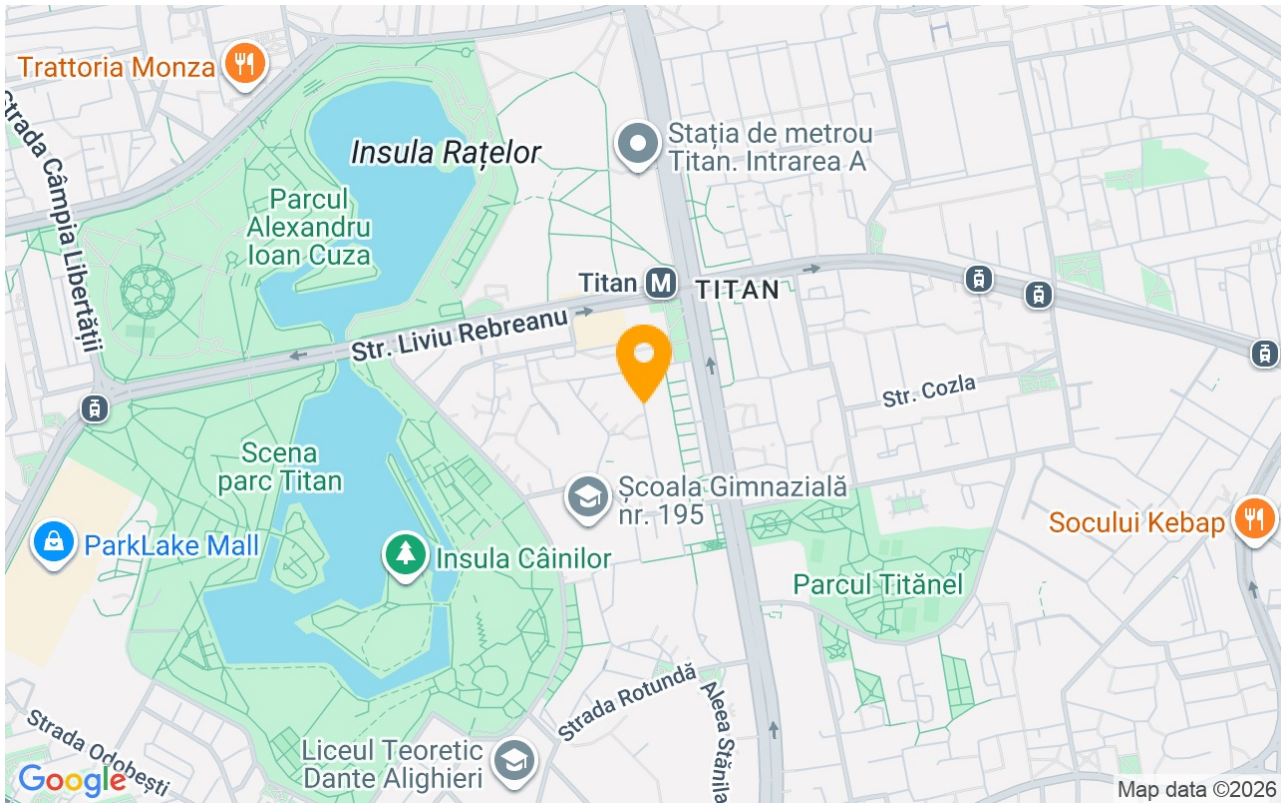 Trattoria Monza
Strada Câmpia Libertății
Insula Rațelor
Stația de metrou
Titan. Intrarea A
Parcul
Alexandru
Ioan Cuza
Titan M
TITAN
Str. Liviu Rebreanu
Str. Cozla
Scena
parc Titan
Școala Gimnazială
nr. 195
ParkLake Mall
Insula Câinilor
Socului Kebap
Parcul Titănel
Strada Rotundă
Aleea Stănila
Strada Odobești
Liceul Teoretic
Dante Alighieri
Google
Map data ©2026